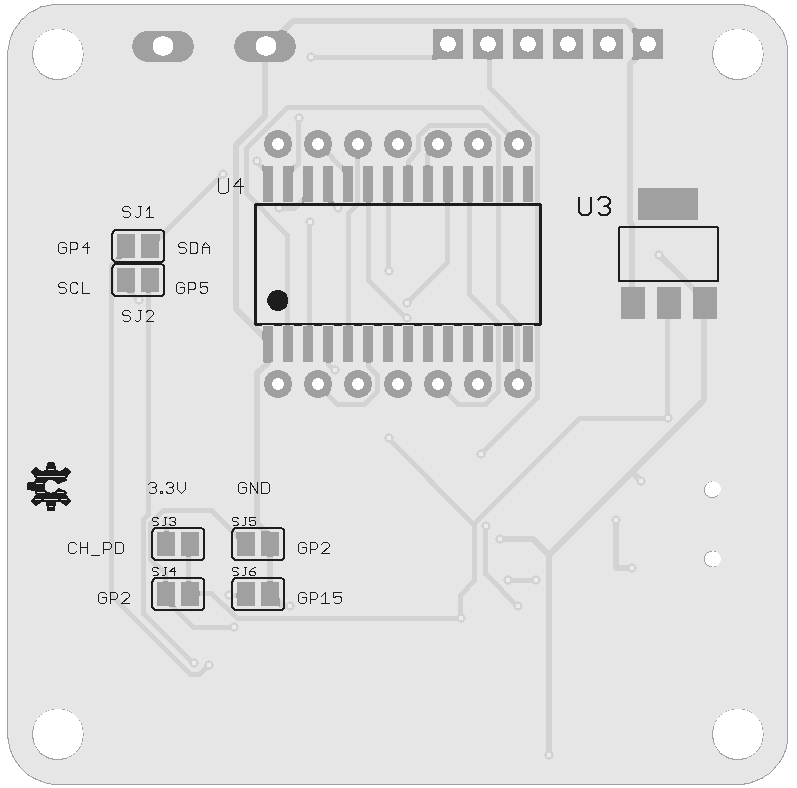 U4
U3
SJ1
GP4 SDA
SCL GP5
SJ2
3.3V GND
SJ3 SJ5
CH_PD GP2
SJ4 SJ6
GP2 GP15